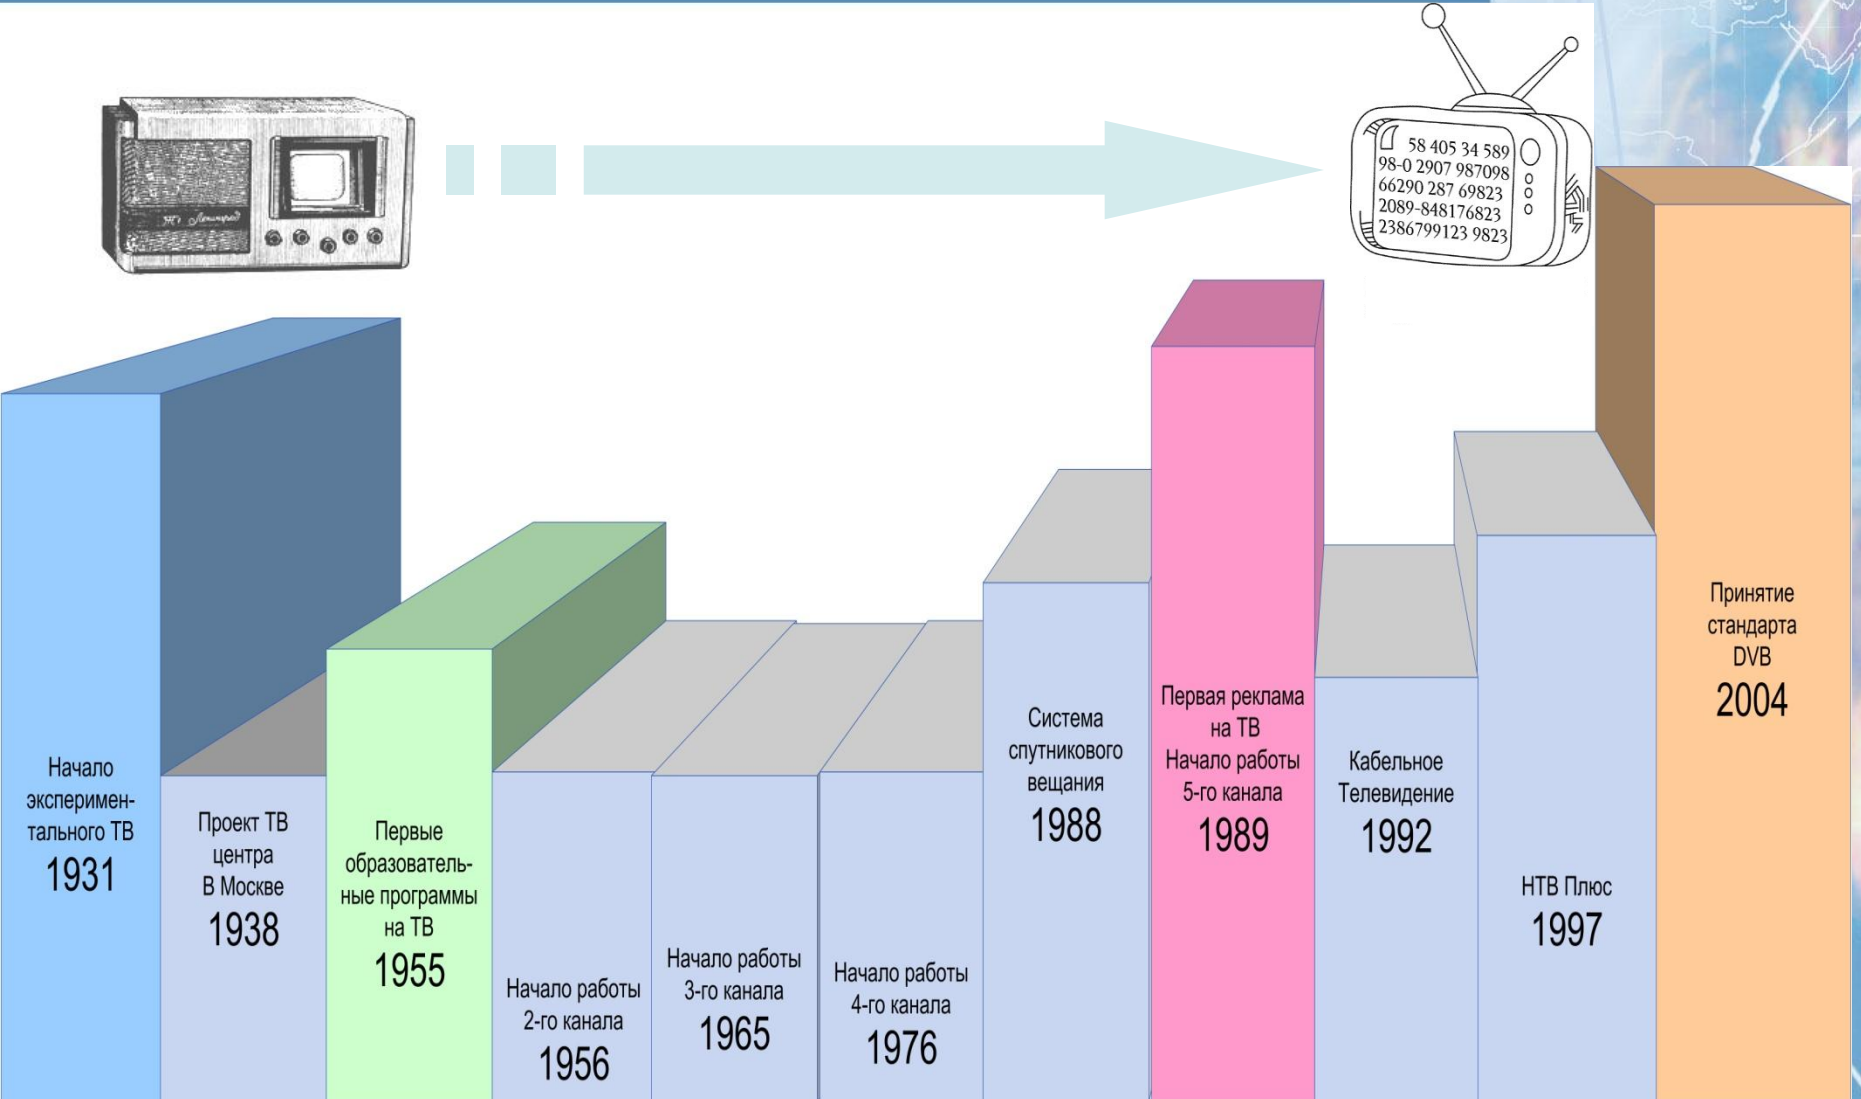 Т-1 Ленинград
58 405 34 589
98-0 2907 987098
66290 287 69823
2089-848176823
2386799123 9823
Начало
эксперимен-
тального ТВ
1931
Проект ТВ
центра
В Москве
1938
Первые
образователь-
ные программы
на ТВ
1955
Начало работы
2-го канала
1956
Начало работы
3-го канала
1965
Начало работы
4-го канала
1976
Система
спутникового
вещания
1988
Первая реклама
на ТВ
Начало работы
5-го канала
1989
Кабельное
Телевидение
1992
НТВ Плюс
1997
Принятие
стандарта
DVB
2004